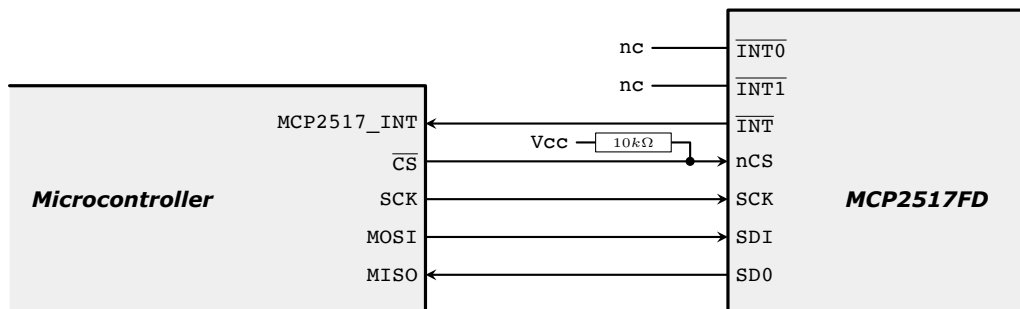 nc INT0
nc INT1
MCP2517_INT INT
Vcc 10kΩ
CS nCS
Microcontroller SCK SCK MCP2517FD
MOSI SDI
MISO SD0